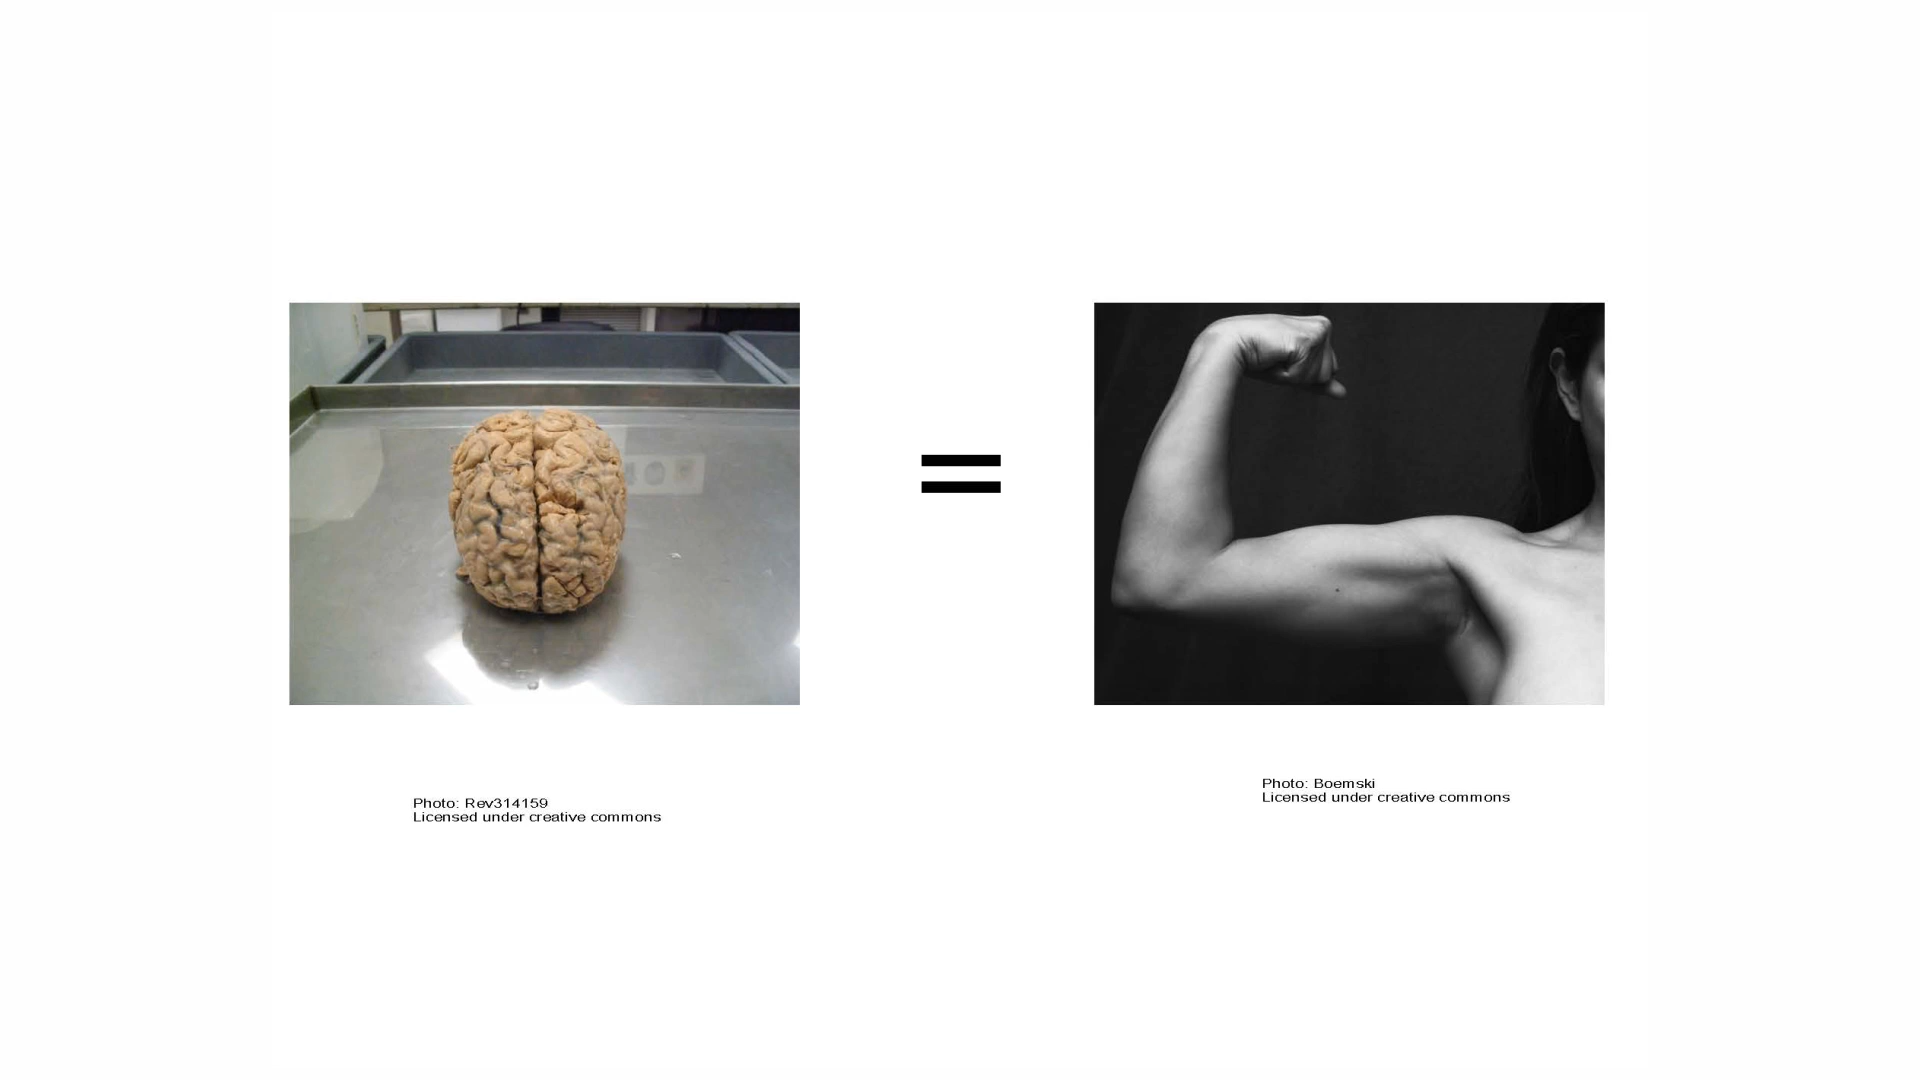 =
Photo: Rev314159
Licensed under creative commons
Photo: Boemski
Licensed under creative commons